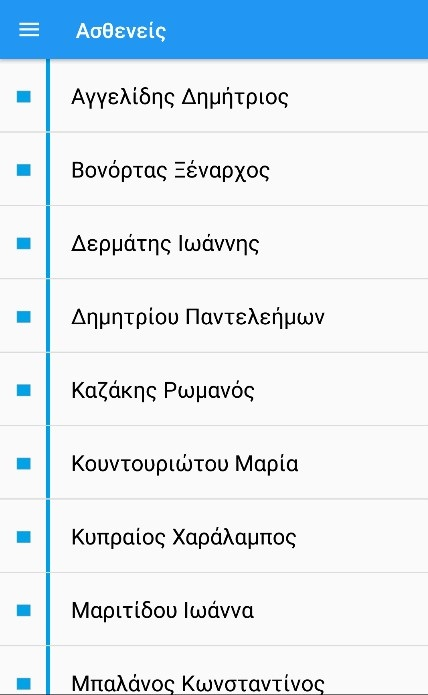 Ασθενείς
Αγγελίδης Δημήτριος
Βονόρτας Ξέναρχος
Δερμάτης Ιωάννης
Δημητρίου Παντελεήμων
Καζάκης Ρωμανός
Κουντουριώτου Μαρία
Κυπραίος Χαράλαμπος
Μαριτίδου Ιωάννα
Μπαλάνος Κωνσταντίνος